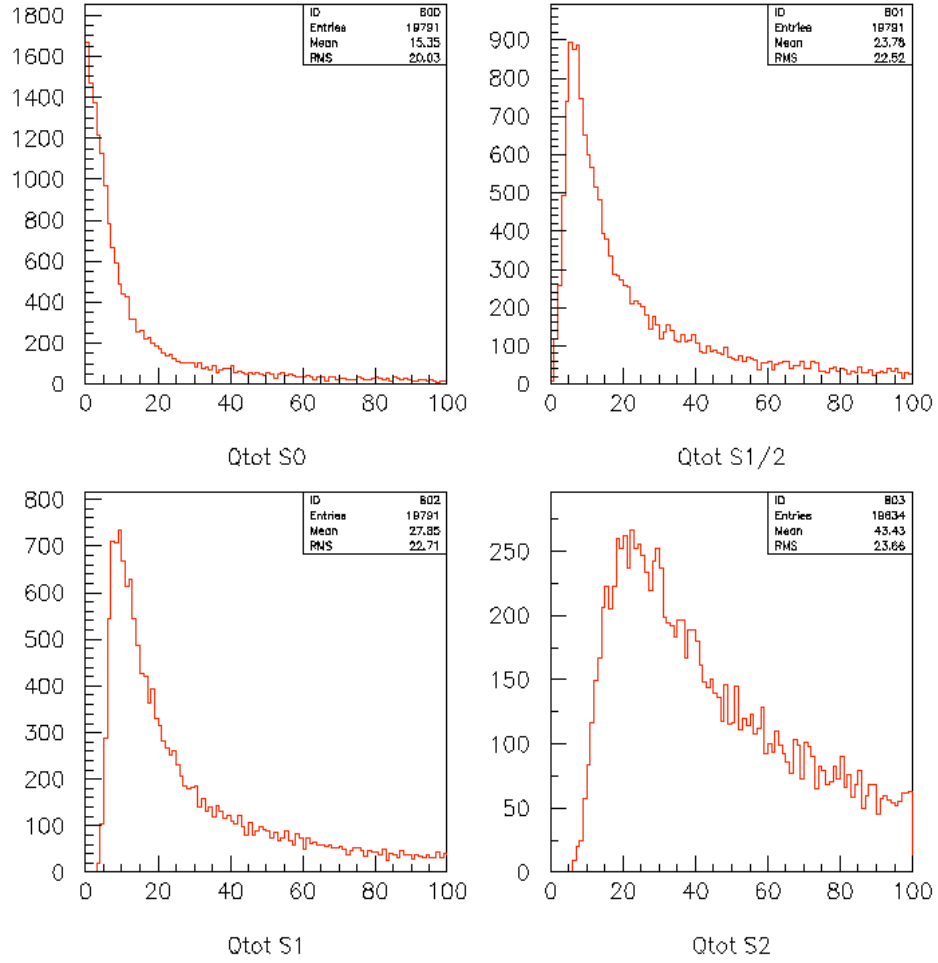 ID 800
Entries 19791
Mean 15.35
RMS 20.03
1800
1600
1400
1200
1000
800
600
400
200
0
0 20 40 60 80 100
Qtot S0
ID 801
Entries 19791
Mean 23.78
RMS 22.52
900
800
700
600
500
400
300
200
100
0
0 20 40 60 80 100
Qtot S1/2
ID 802
Entries 19791
Mean 27.85
RMS 22.71
800
700
600
500
400
300
200
100
0
0 20 40 60 80 100
Qtot S1
ID 803
Entries 19634
Mean 43.43
RMS 23.66
250
200
150
100
50
0
0 20 40 60 80 100
Qtot S2